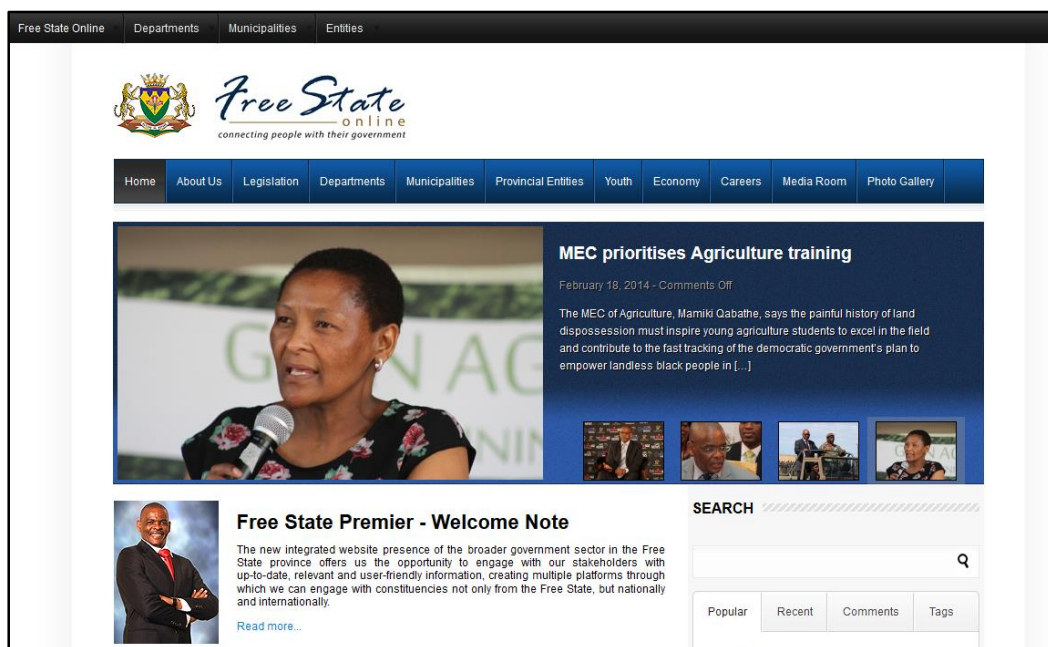 Free State Online
Departments
Municipalities
Entities
Free State
online
connecting people with their government
Home
About Us
Legislation
Departments
Municipalities
Provincial Entities
Youth
Economy
Careers
Media Room
Photo Gallery
MEC prioritises Agriculture training
February 18, 2014 - Comments Off
The MEC of Agriculture, Mamiki Qabathe, says the painful history of land
dispossession must inspire young agriculture students to excel in the field
and contribute to the fast tracking of the democratic government's plan to
empower landless black people in [...]
Free State Premier - Welcome Note
The new integrated website presence of the broader government sector in the Free
State province offers us the opportunity to engage with our stakeholders with
up-to-date, relevant and user-friendly information, creating multiple platforms through
which we can engage with constituencies not only from the Free State, but nationally
and internationally.
Read more...
SEARCH
Popular
Recent
Comments
Tags